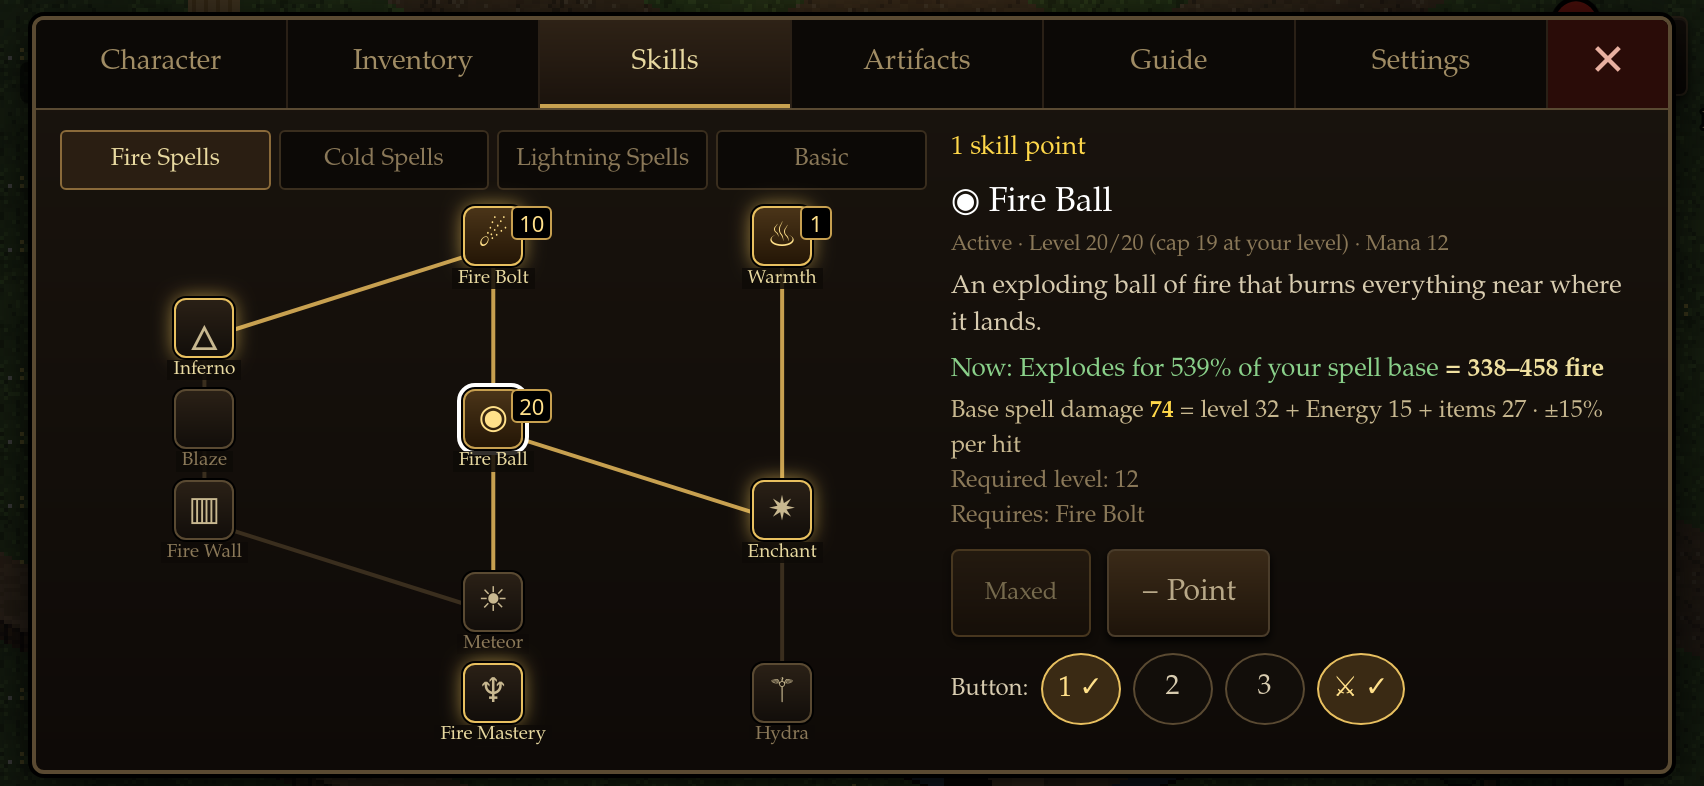 Character Inventory Skills Artifacts Guide Settings ✕
Fire Spells Cold Spells Lightning Spells Basic
10
Fire Bolt
1
Warmth
Inferno
20
Fire Ball
Blaze
Fire Wall
Enchant
Meteor
Fire Mastery
Hydra
1 skill point
◉ Fire Ball
Active · Level 20/20 (cap 19 at your level) · Mana 12
An exploding ball of fire that burns everything near where
it lands.
Now: Explodes for 539% of your spell base = 338–458 fire
Base spell damage 74 = level 32 + Energy 15 + items 27 · ±15%
per hit
Required level: 12
Requires: Fire Bolt
Maxed – Point
Button: 1 ✓ 2 3 ⚔ ✓